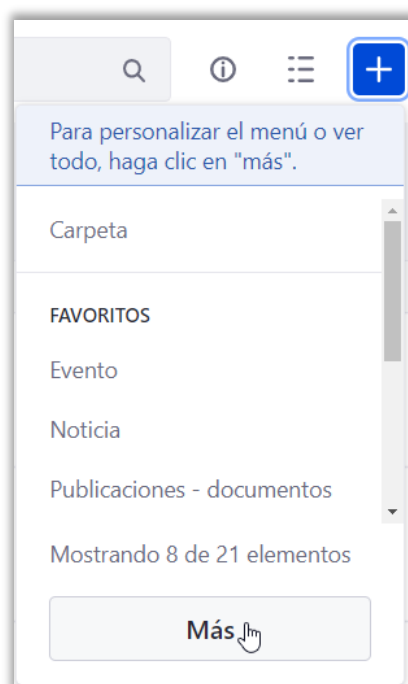 Para personalizar el menú o ver
todo, haga clic en "más".
Carpeta
FAVORITOS
Evento
Noticia
Publicaciones - documentos
Mostrando 8 de 21 elementos
Más